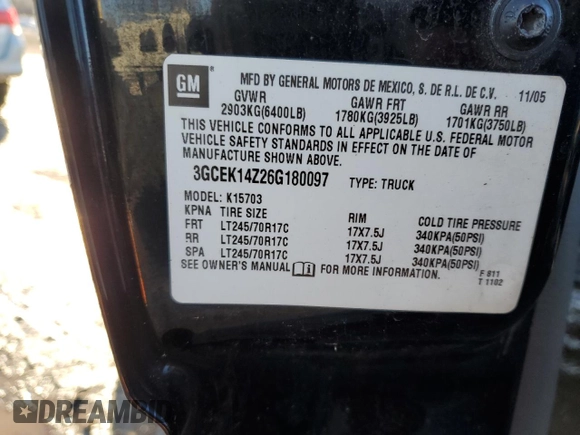 GM
MFD BY GENERAL MOTORS DE MEXICO, S. DE R.L. DE C.V. 11/05
GVWR GAWR FRT GAWR RR
2903KG(6400LB) 1780KG(3925LB) 1701KG(3750LB)
THIS VEHICLE CONFORMS TO ALL APPLICABLE U.S. FEDERAL MOTOR
VEHICLE SAFETY STANDARDS IN EFFECT ON THE DATE OF
MANUFACTURE SHOWN ABOVE.
3GCEK14Z26G180097 TYPE: TRUCK
MODEL: K15703
KPNA TIRE SIZE RIM COLD TIRE PRESSURE
FRT LT245/70R17C 17X7.5J 340KPA(50PSI)
RR LT245/70R17C 17X7.5J 340KPA(50PSI)
SPA LT245/70R17C 17X7.5J 340KPA(50PSI)
SEE OWNER'S MANUAL FOR MORE INFORMATION.
F 811
T 1102
DREAMBID